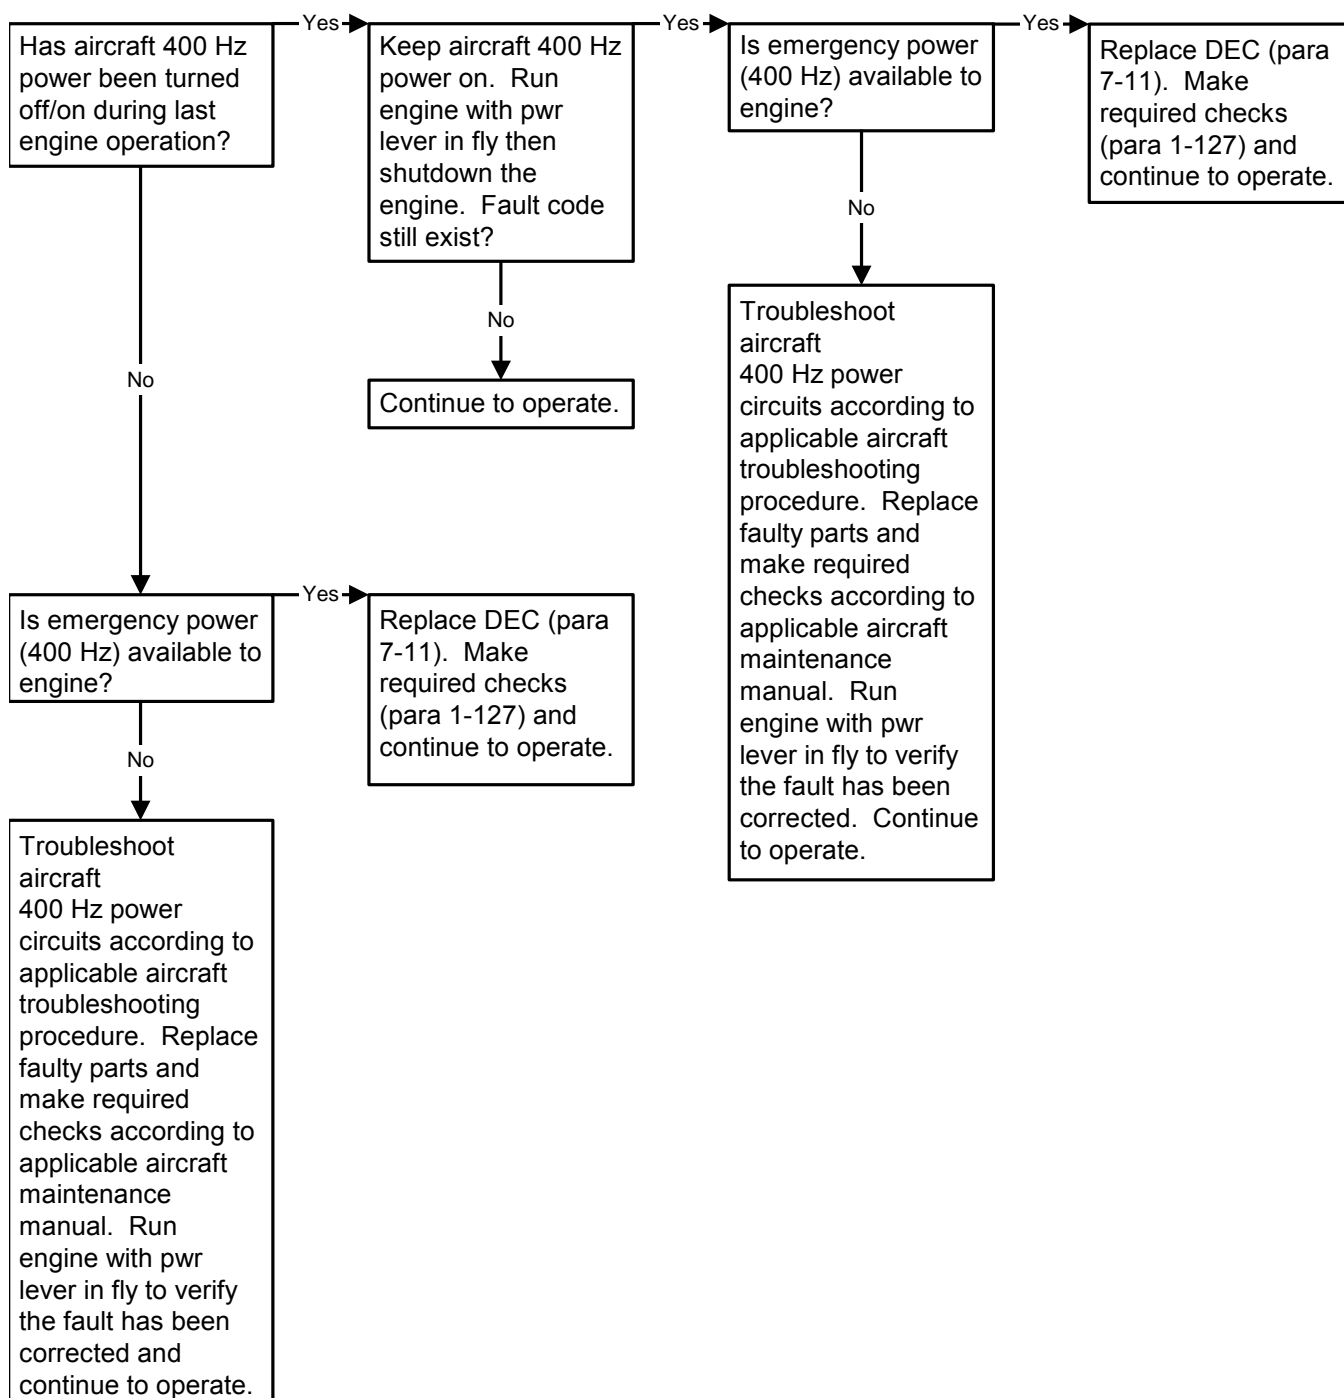 Has aircraft 400 Hz
power been turned
off/on during last
engine operation?
Yes
Keep aircraft 400 Hz
power on.  Run
engine with pwr
lever in fly then
shutdown the
engine.  Fault code
still exist?
Yes
Is emergency power
(400 Hz) available to
engine?
Yes
Replace DEC (para
7-11).  Make
required checks
(para 1-127) and
continue to operate.
No
No
Continue to operate.
No
Troubleshoot
aircraft
400 Hz power
circuits according to
applicable aircraft
troubleshooting
procedure.  Replace
faulty parts and
make required
checks according to
applicable aircraft
maintenance
manual.  Run
engine with pwr
lever in fly to verify
the fault has been
corrected.  Continue
to operate.
Is emergency power
(400 Hz) available to
engine?
Yes
Replace DEC (para
7-11).  Make
required checks
(para 1-127) and
continue to operate.
No
Troubleshoot
aircraft
400 Hz power
circuits according to
applicable aircraft
troubleshooting
procedure.  Replace
faulty parts and
make required
checks according to
applicable aircraft
maintenance
manual.  Run
engine with pwr
lever in fly to verify
the fault has been
corrected and
continue to operate.